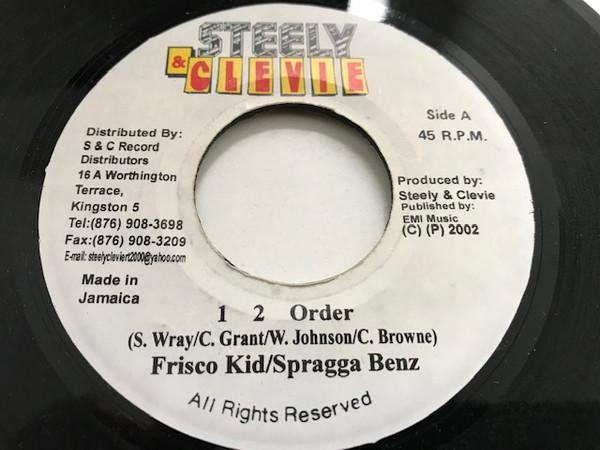 STEELY
& CLEVIE
Side A
45 R.P.M.
Distributed By:
S & C Record
Distributors
16 A Worthington
Terrace,
Kingston 5
Tel:(876) 908-3698
Fax:(876) 908-3209
E-mail: steelyclevierl2000@yahoo.com
Made in
Jamaica
Produced by:
Steely & Clevie
Published by:
EMI Music
(C) (P) 2002
1 2 Order
(S. Wray/C. Grant/W. Johnson/C. Browne)
Frisco Kid/Spragga Benz
All Rights Reserved